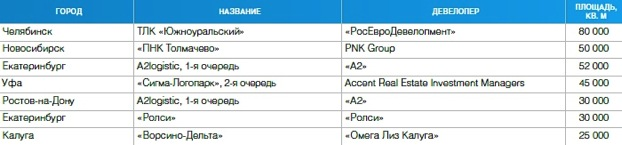 ГОРОД НАЗВАНИЕ ДЕВЕЛОПЕР ПЛОЩАДЬ, КВ. М
Челябинск ТЛК «Южноуральский» «РосЕвроДевелопмент» 80 000
Новосибирск «ПНК Толмачево» PNK Group 50 000
Екатеринбург A2logistic, 1-я очередь «А2» 52 000
Уфа «Сигма-Логопарк», 2-я очередь Accent Real Estate Investment Managers 45 000
Ростов-на-Дону A2logistic, 1-я очередь «А2» 30 000
Екатеринбург «Ролси» «Ролси» 30 000
Калуга «Ворсино-Дельта» «Омега Лиз Калуга» 25 000